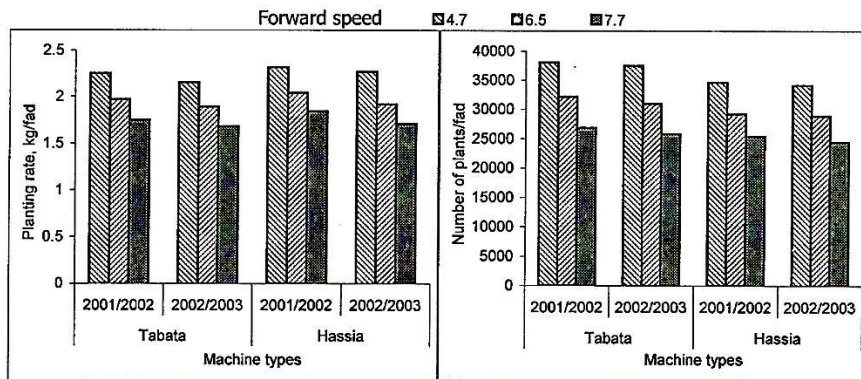 Forward speed 4.7 6.5 7.7
Planting rate, kg/fad
2.5
2
1.5
1
0.5
0
2001/2002 2002/2003 2001/2002 2002/2003
Tabata Hassia
Machine types
Number of plants/fad
40000
35000
30000
25000
20000
15000
10000
5000
0
2001/2002 2002/2003 2001/2002 2002/2003
Tabata Hassia
Machine types